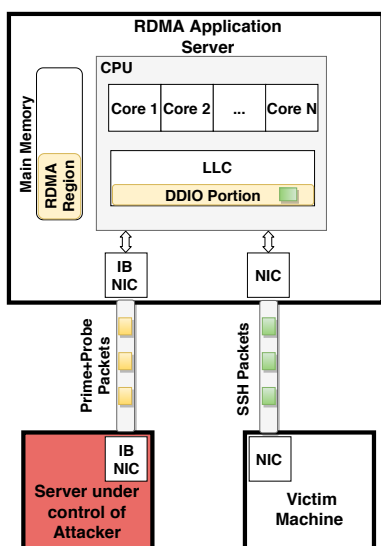 RDMA Application
Server
CPU
Main Memory
RDMA
Region
Core 1
Core 2
...
Core N
LLC
DDIO Portion
IB
NIC
NIC
Prime+Probe
Packets
SSH Packets
IB
NIC
NIC
Server under
control of
Attacker
Victim
Machine